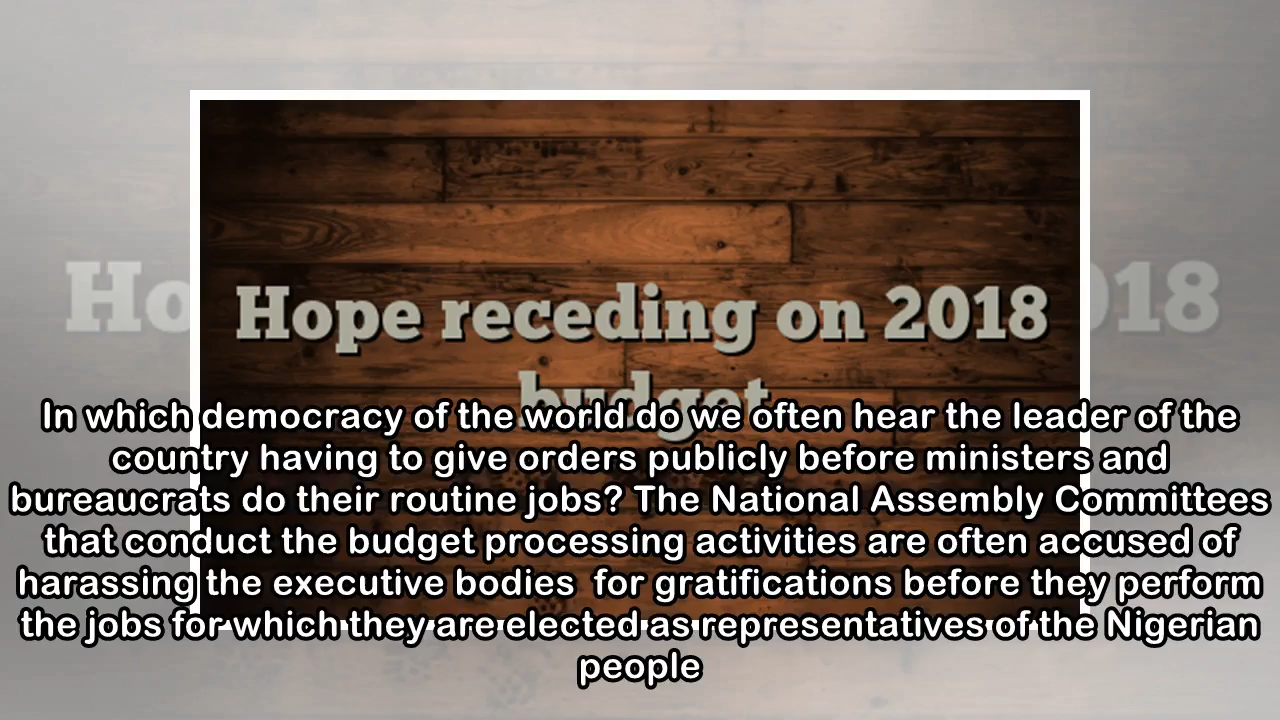 Ho
018
Hope receding on 2018
budget
In which democracy of the world do we often hear the leader of the
country having to give orders publicly before ministers and
bureaucrats do their routine jobs? The National Assembly Committees
that conduct the budget processing activities are often accused of
harassing the executive bodies  for gratifications before they perform
the jobs for which they are elected as representatives of the Nigerian
people